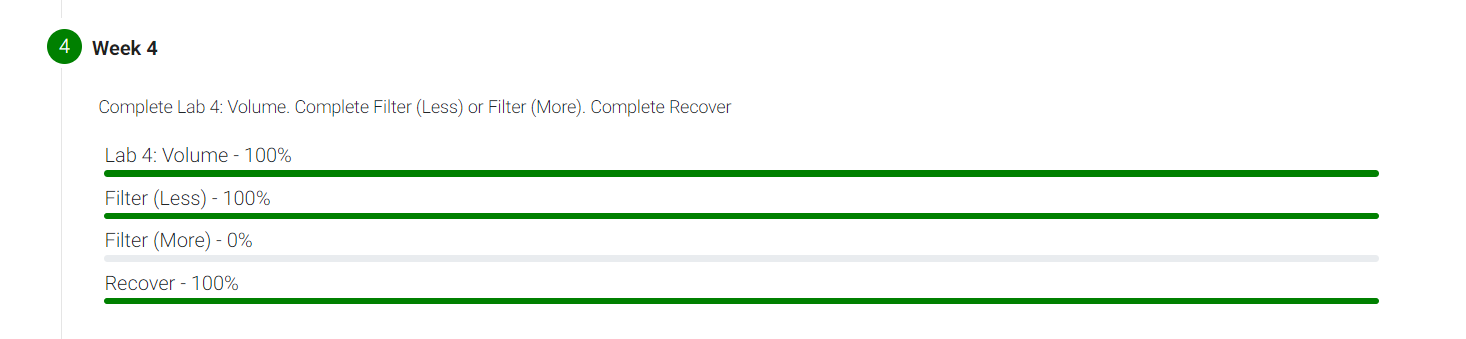 4
Week 4
Complete Lab 4: Volume. Complete Filter (Less) or Filter (More). Complete Recover
Lab 4: Volume - 100%
Filter (Less) - 100%
Filter (More) - 0%
Recover - 100%